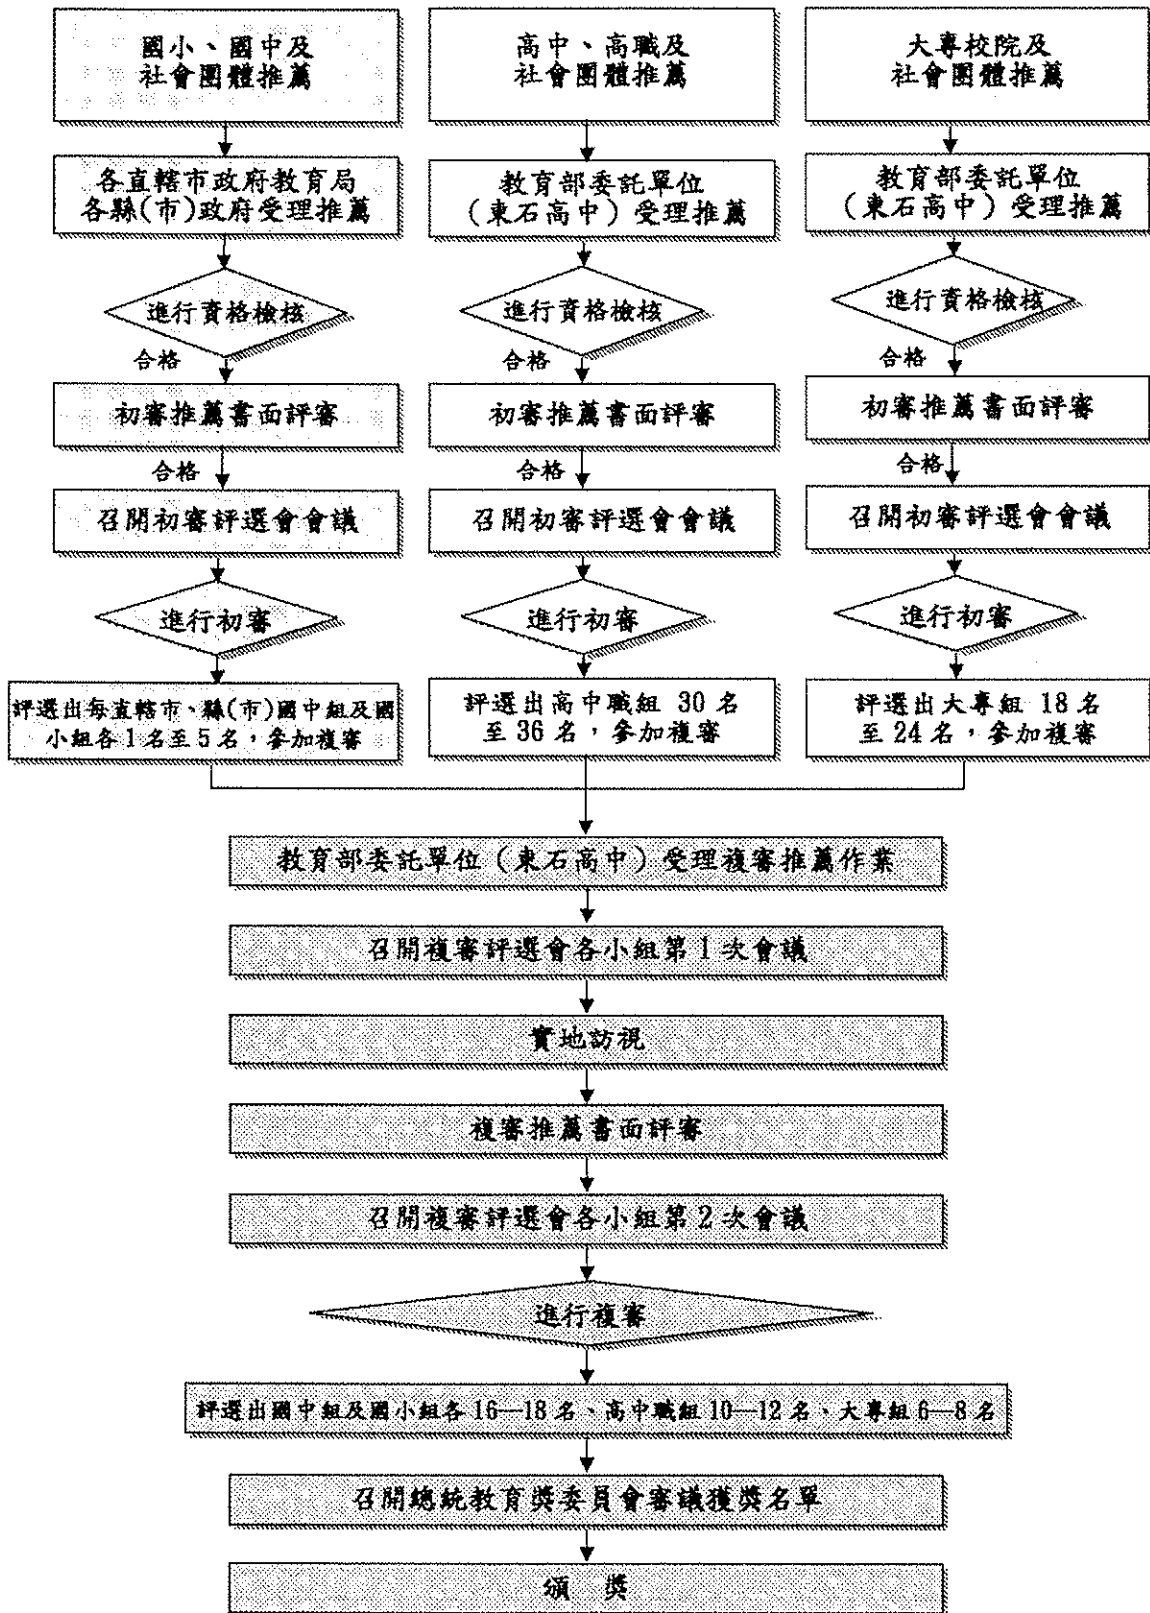 國小、國中及
社會團體推薦
高中、高職及
社會團體推薦
大專校院及
社會團體推薦
各直轄市政府教育局
各縣(市)政府受理推薦
教育部委託單位
(東石高中)受理推薦
教育部委託單位
(東石高中)受理推薦
進行資格檢核
進行資格檢核
進行資格檢核
合格
合格
合格
初審推薦書面評審
初審推薦書面評審
初審推薦書面評審
合格
合格
合格
召開初審評選會會議
召開初審評選會會議
召開初審評選會會議
進行初審
進行初審
進行初審
評選出每直轄市、縣(市)國中組及國
小組各1名至5名,參加複審
評選出高中職組 30 名
至 36 名,參加複審
評選出大專組 18 名
至 24 名,參加複審
教育部委託單位(東石高中)受理複審推薦作業
召開複審評選會各小組第1次會議
實地訪視
複審推薦書面評審
召開複審評選會各小組第2次會議
進行複審
評選出國中組及國小組各16—18名、高中職組10—12名、大專組6—8名
召開總統教育獎委員會審議獲獎名單
頒 獎